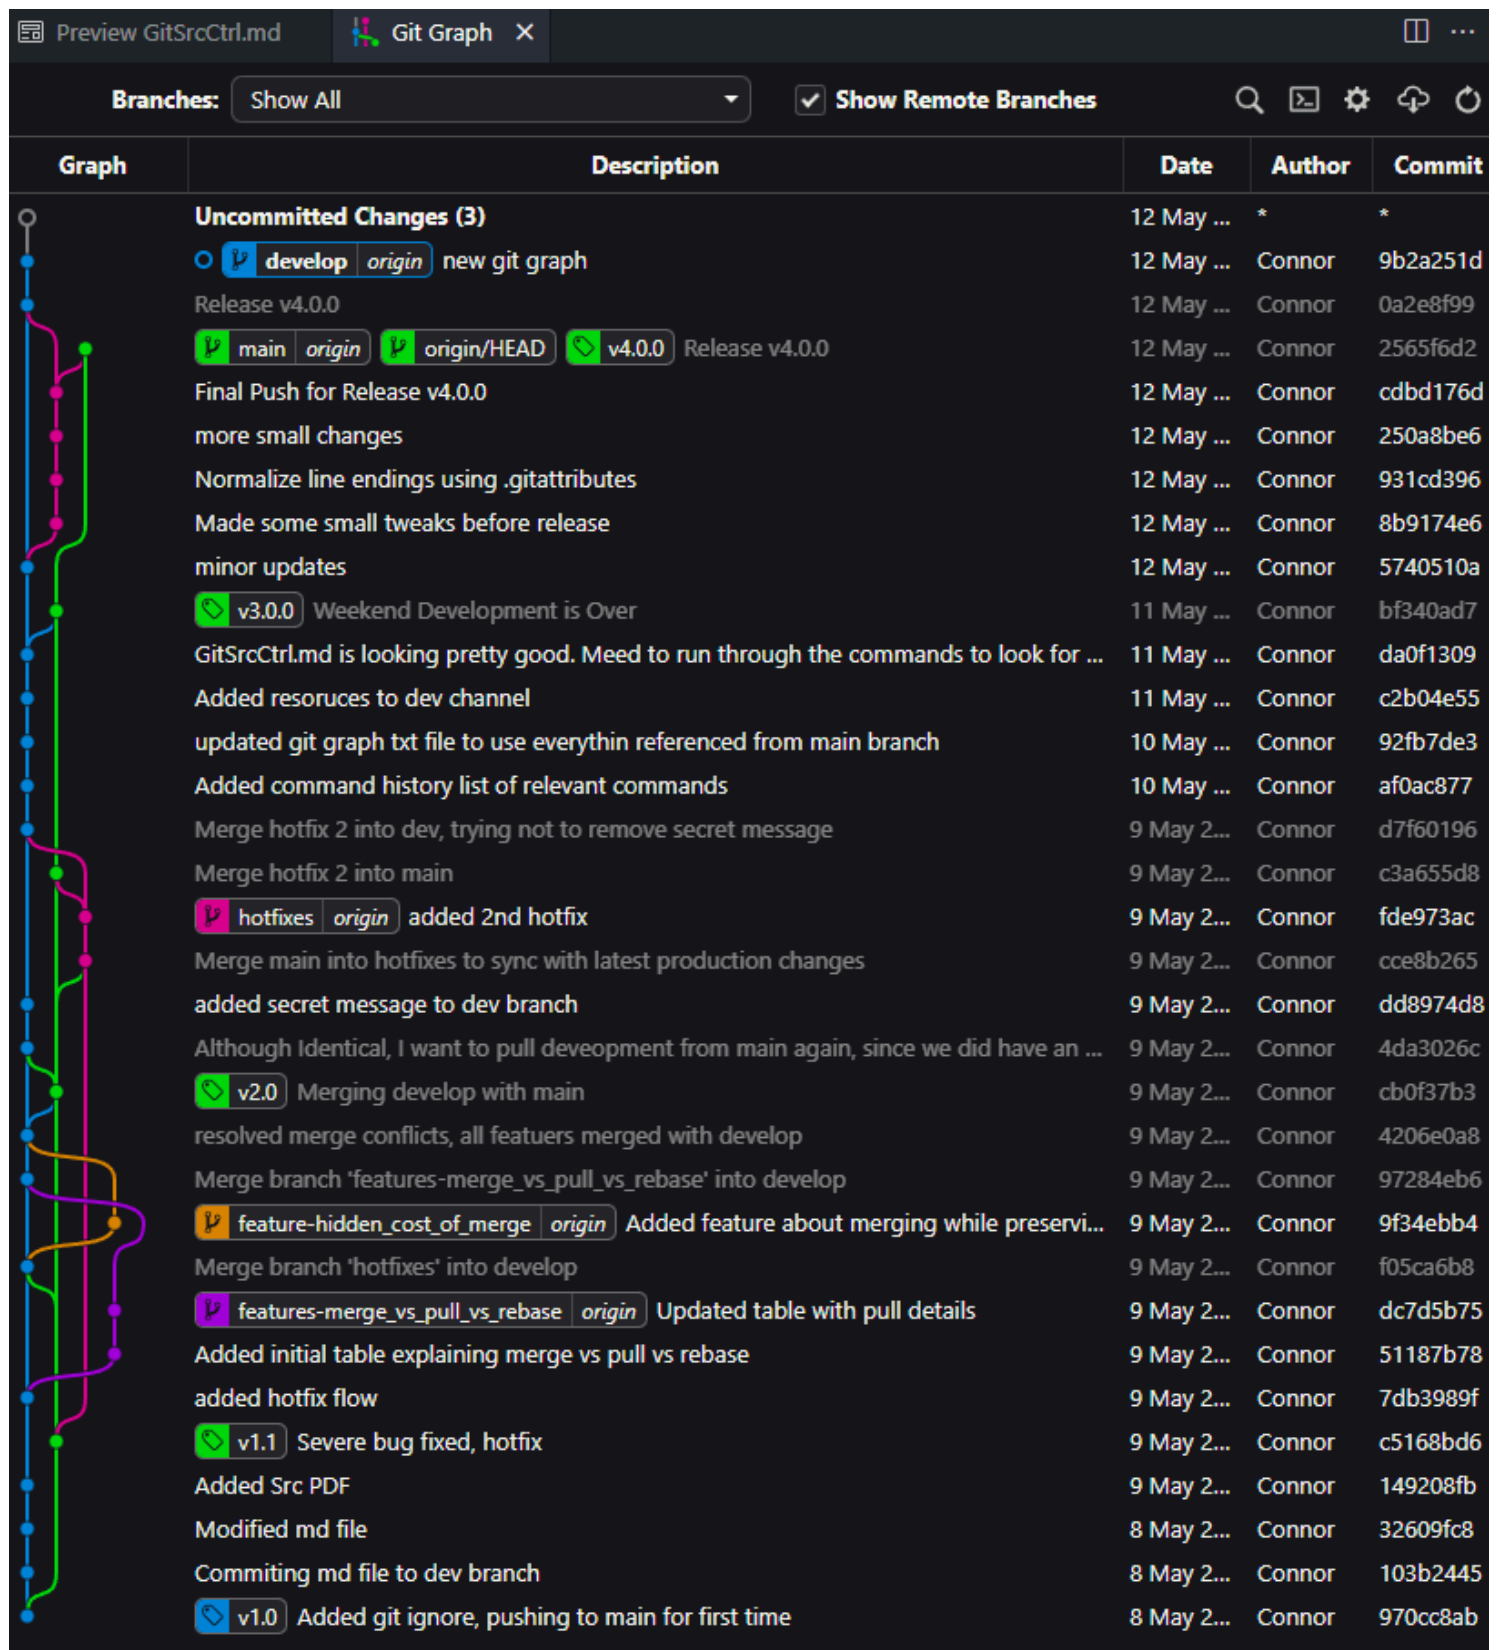 Preview GitSrcCtrl.md Git Graph
Branches: Show All Show Remote Branches
Graph Description Date Author Commit
Uncommitted Changes (3) 12 May ... * *
develop origin new git graph 12 May ... Connor 9b2a251d
Release v4.0.0 12 May ... Connor 0a2e8f99
main origin origin/HEAD v4.0.0 Release v4.0.0 12 May ... Connor 2565f6d2
Final Push for Release v4.0.0 12 May ... Connor cdbd176d
more small changes 12 May ... Connor 250a8be6
Normalize line endings using .gitattributes 12 May ... Connor 931cd396
Made some small tweaks before release 12 May ... Connor 8b9174e6
minor updates 12 May ... Connor 5740510a
v3.0.0 Weekend Development is Over 11 May ... Connor bf340ad7
GitSrcCtrl.md is looking pretty good. Meed to run through the commands to look for ... 11 May ... Connor da0f1309
Added resoruces to dev channel 11 May ... Connor c2b04e55
updated git graph txt file to use everythin referenced from main branch 10 May ... Connor 92fb7de3
Added command history list of relevant commands 10 May ... Connor af0ac877
Merge hotfix 2 into dev, trying not to remove secret message 9 May 2... Connor d7f60196
Merge hotfix 2 into main 9 May 2... Connor c3a655d8
hotfixes origin added 2nd hotfix 9 May 2... Connor fde973ac
Merge main into hotfixes to sync with latest production changes 9 May 2... Connor cce8b265
added secret message to dev branch 9 May 2... Connor dd8974d8
Although Identical, I want to pull deveopment from main again, since we did have an ... 9 May 2... Connor 4da3026c
v2.0 Merging develop with main 9 May 2... Connor cb0f37b3
resolved merge conflicts, all featuers merged with develop 9 May 2... Connor 4206e0a8
Merge branch 'features-merge_vs_pull_vs_rebase' into develop 9 May 2... Connor 97284eb6
feature-hidden_cost_of_merge origin Added feature about merging while preservi... 9 May 2... Connor 9f34ebb4
Merge branch 'hotfixes' into develop 9 May 2... Connor f05ca6b8
features-merge_vs_pull_vs_rebase origin Updated table with pull details 9 May 2... Connor dc7d5b75
Added initial table explaining merge vs pull vs rebase 9 May 2... Connor 51187b78
added hotfix flow 9 May 2... Connor 7db3989f
v1.1 Severe bug fixed, hotfix 9 May 2... Connor c5168bd6
Added Src PDF 9 May 2... Connor 149208fb
Modified md file 8 May 2... Connor 32609fc8
Commiting md file to dev branch 8 May 2... Connor 103b2445
v1.0 Added git ignore, pushing to main for first time 8 May 2... Connor 970cc8ab